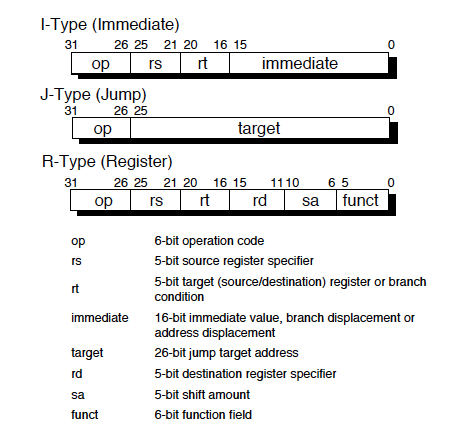 I-Type (Immediate)
31 26 25 21 20 16 15 0
op rs rt immediate
J-Type (Jump)
31 26 25 0
op target
R-Type (Register)
31 26 25 21 20 16 15 11 10 6 5 0
op rs rt rd sa funct
op 6-bit operation code
rs 5-bit source register specifier
rt 5-bit target (source/destination) register or branch
condition
immediate 16-bit immediate value, branch displacement or
address displacement
target 26-bit jump target address
rd 5-bit destination register specifier
sa 5-bit shift amount
funct 6-bit function field